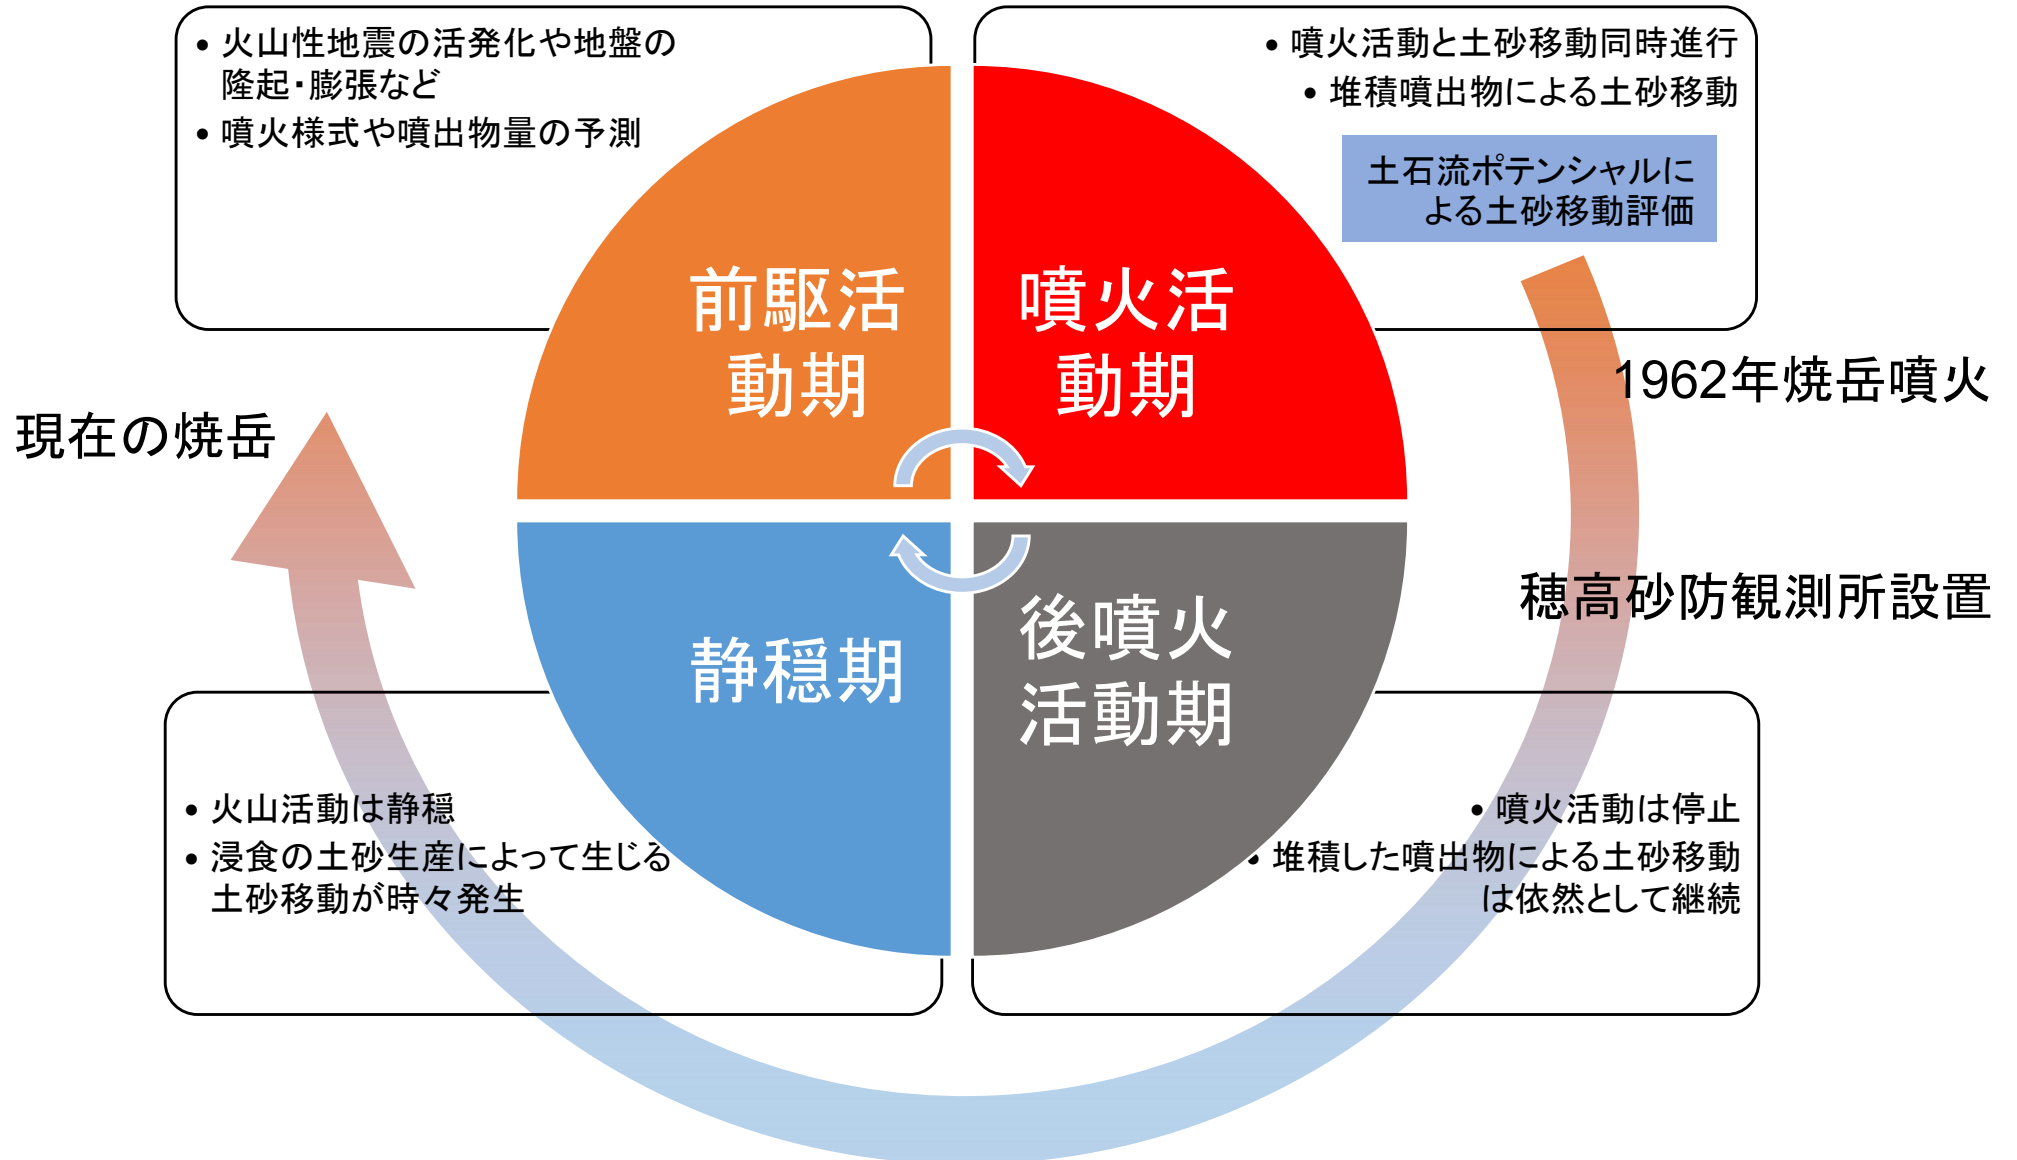 • 火山性地震の活発化や地盤の
隆起・膨張など
• 噴火様式や噴出物量の予測
• 噴火活動と土砂移動同時進行
• 堆積噴出物による土砂移動
土石流ポテンシャルに
よる土砂移動評価
前駆活
動期
噴火活
動期
1962年焼岳噴火
現在の焼岳
穂高砂防観測所設置
静穏期
後噴火
活動期
• 火山活動は静穏
• 浸食の土砂生産によって生じる
土砂移動が時々発生
• 噴火活動は停止
• 堆積した噴出物による土砂移動
は依然として継続